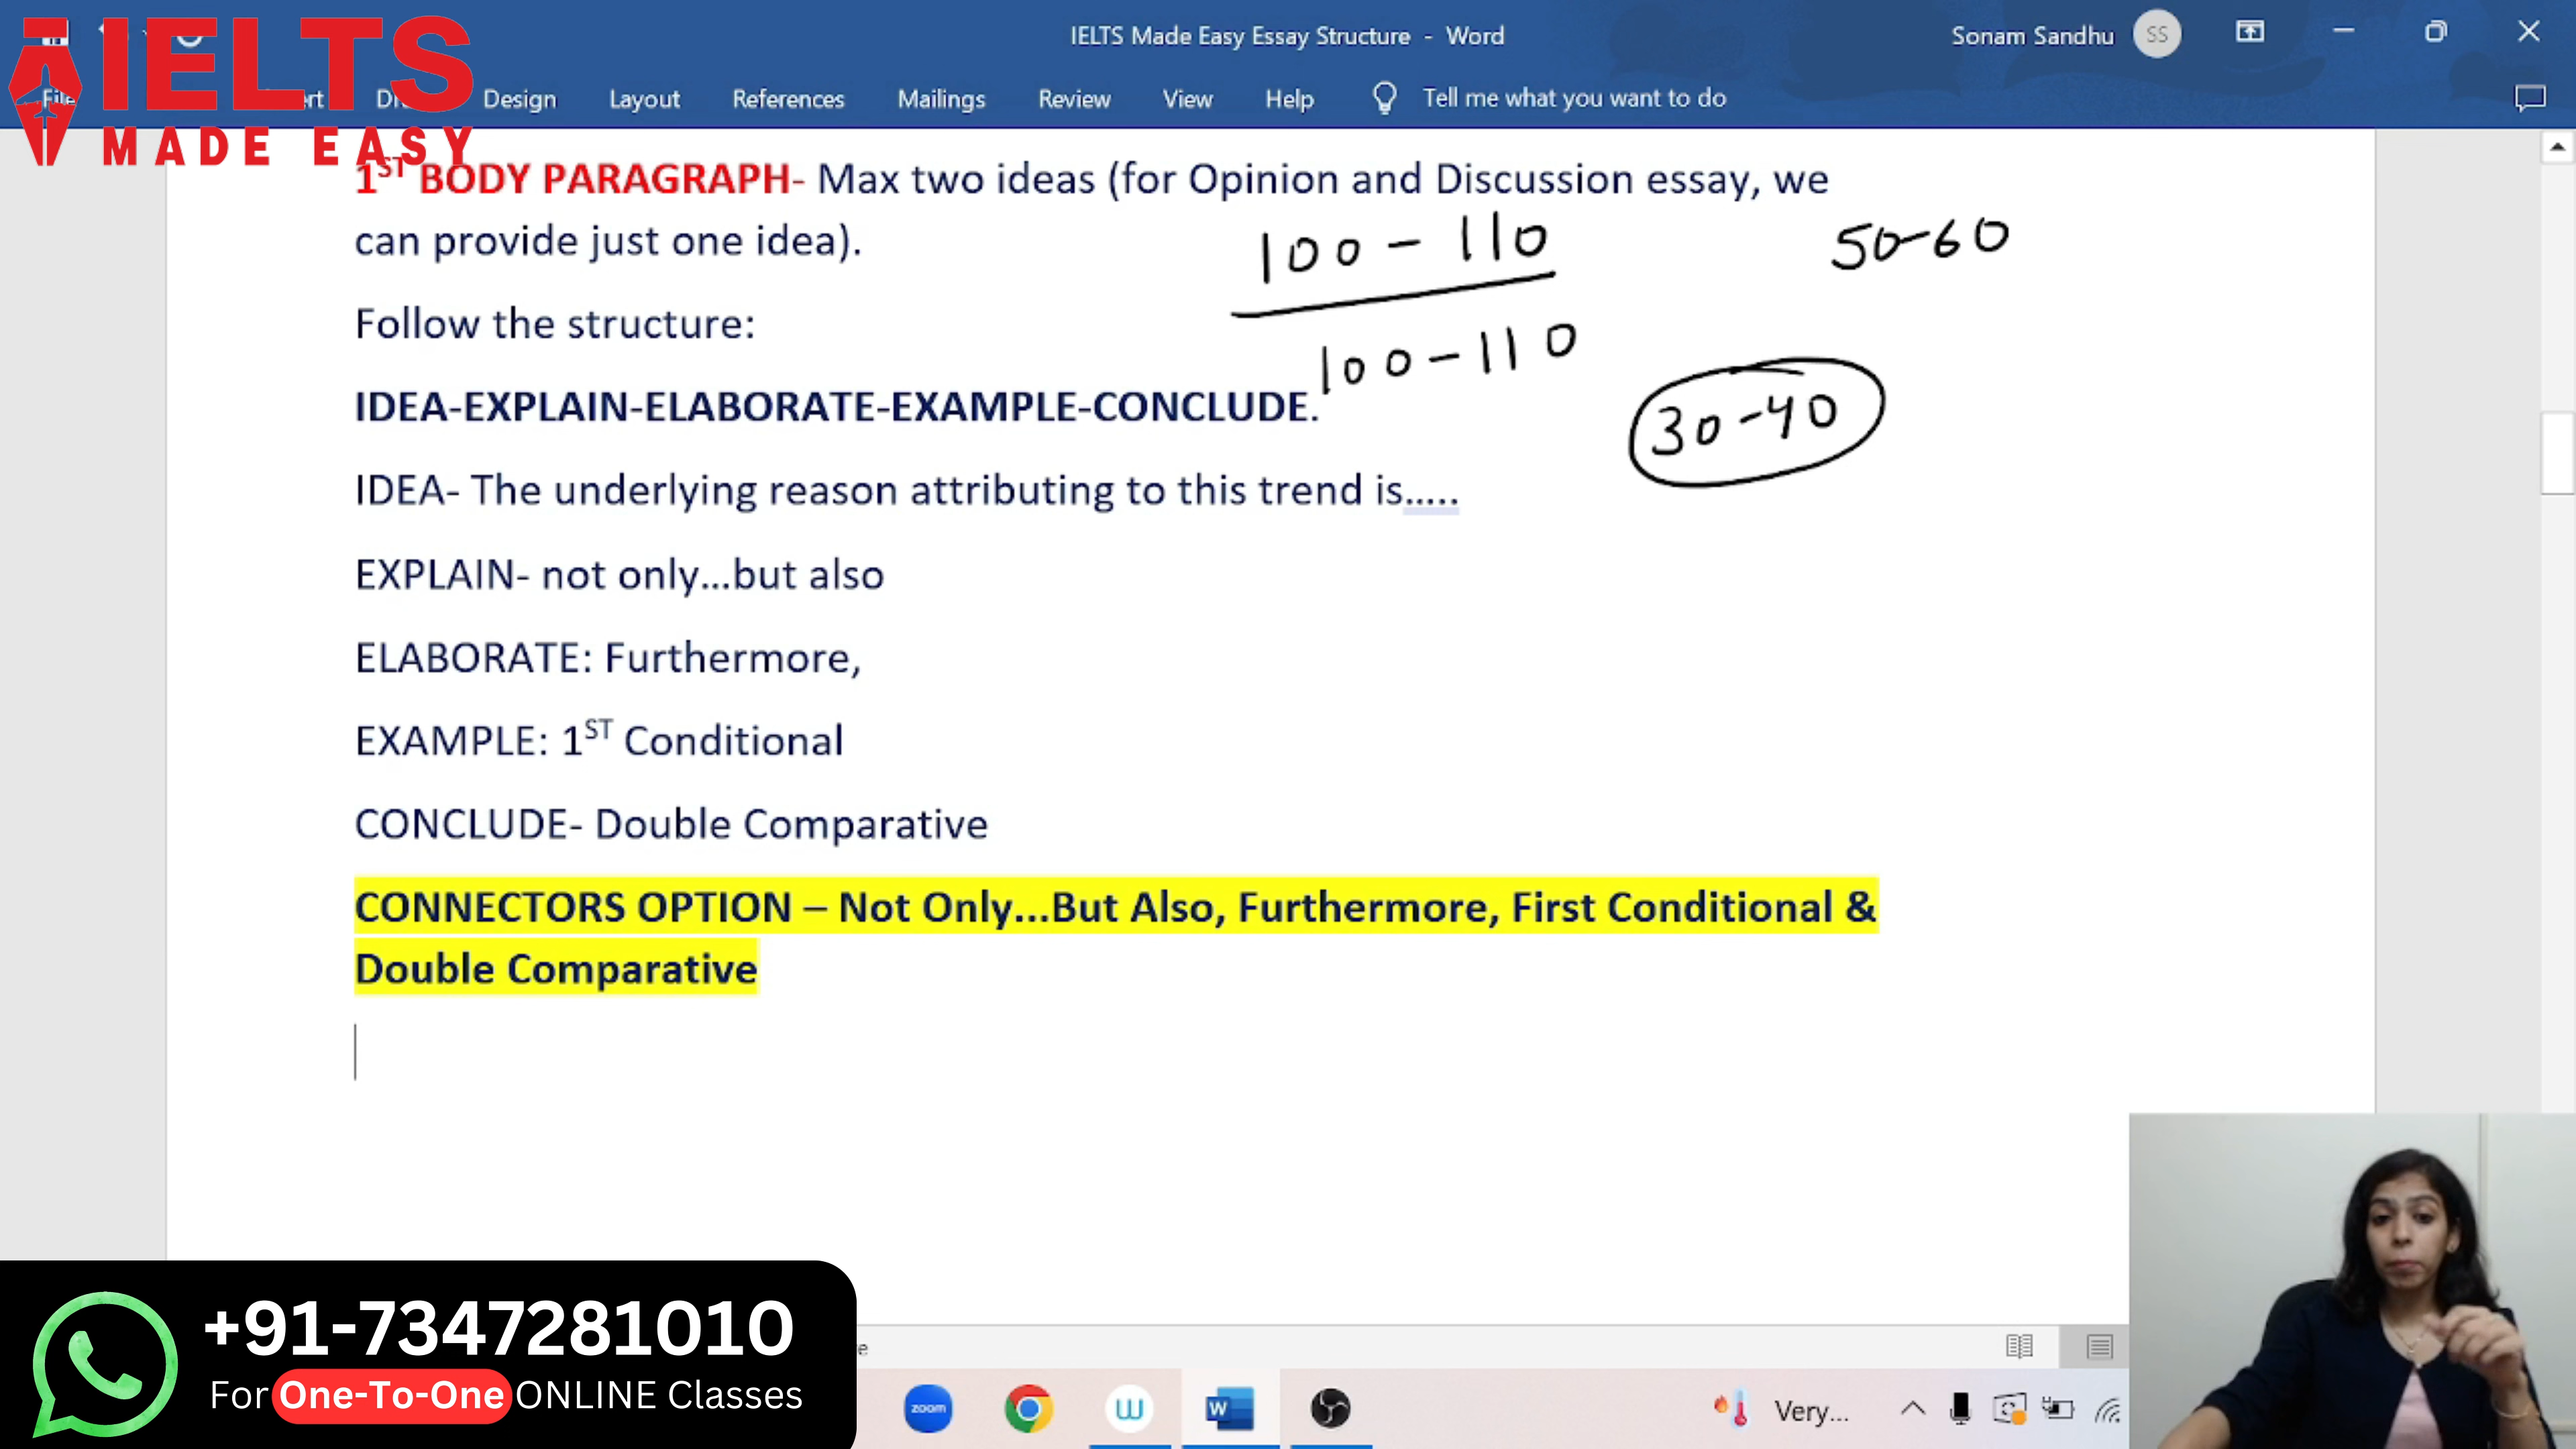 IELTS
MADE EASY
IELTS Made Easy Essay Structure - Word
Sonam Sandhu
SS
File
Design
Layout
References
Mailings
Review
View
Help
Tell me what you want to do
1ST BODY PARAGRAPH- Max two ideas (for Opinion and Discussion essay, we
can provide just one idea).
100 - 110
50-60
Follow the structure:
100-110
IDEA-EXPLAIN-ELABORATE-EXAMPLE-CONCLUDE.
30-40
IDEA- The underlying reason attributing to this trend is.....
EXPLAIN- not only...but also
ELABORATE: Furthermore,
EXAMPLE: 1ST Conditional
CONCLUDE- Double Comparative
CONNECTORS OPTION – Not Only...But Also, Furthermore, First Conditional &
Double Comparative
+91-7347281010
For One-To-One ONLINE Classes
zoom
W
Very...